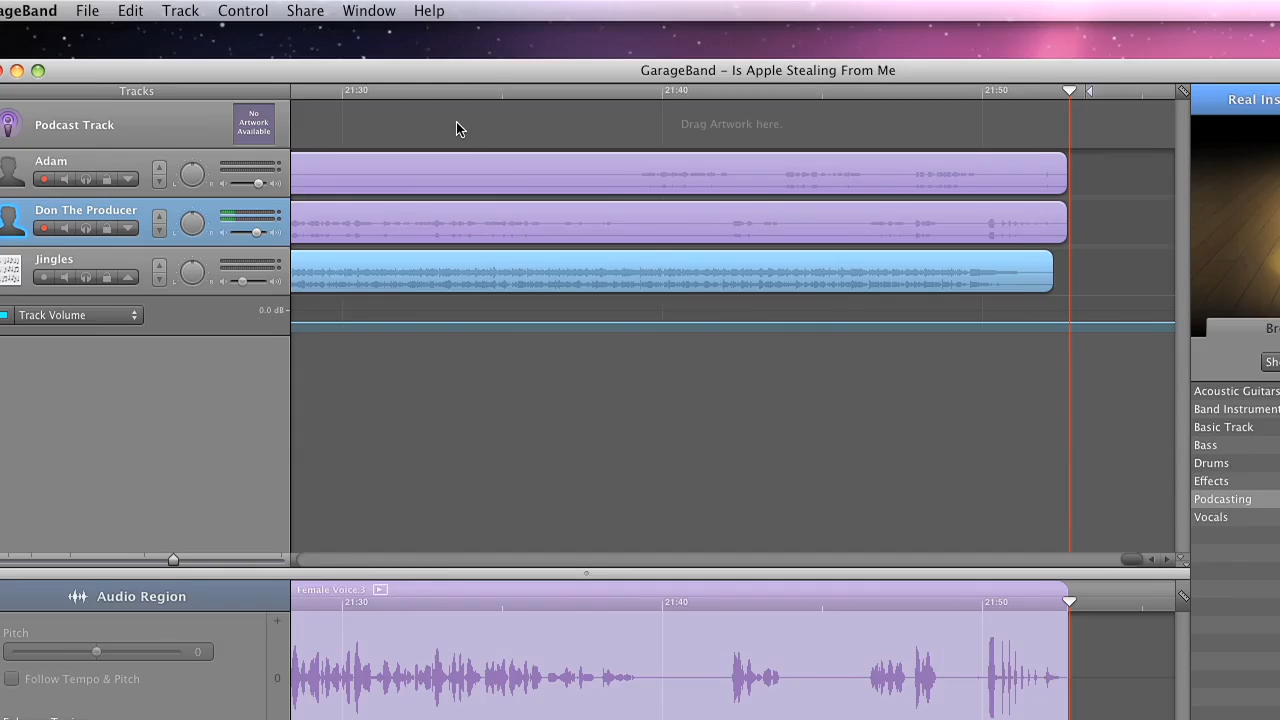 ageBand File Edit Track Control Share Window Help
GarageBand – Is Apple Stealing From Me
Tracks 21:30 21:40 21:50
Real Ins
Podcast Track
No
Artwork
Available
Drag Artwork here.
Adam
L R
Don The Producer
L R
Jingles
L R
Track Volume 0.0 dB
Br
Sho
Acoustic Guitars
Band Instrument
Basic Track
Bass
Drums
Effects
Podcasting
Vocals
Female Voice.3
Audio Region 21:30 21:40 21:50
Pitch
0
Follow Tempo & Pitch
0